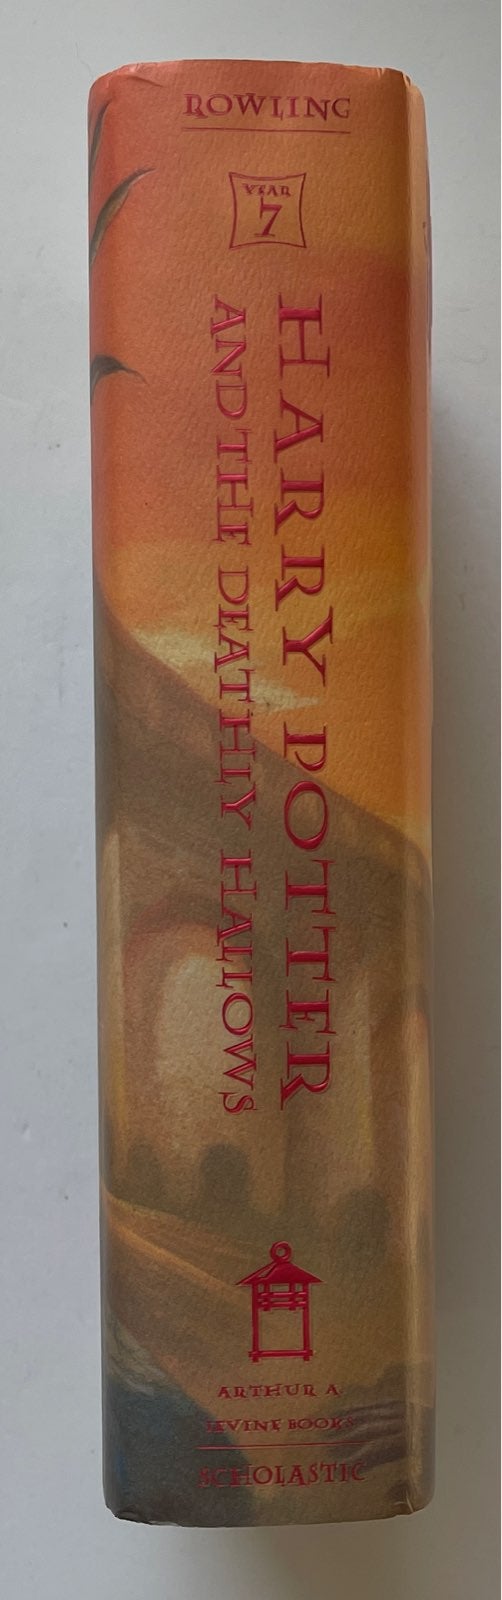 ROWLING
YEAR
7
HARRY POTTER
AND THE DEATHLY HALLOWS
ARTHUR A.
LEVINE BOOKS
SCHOLASTIC